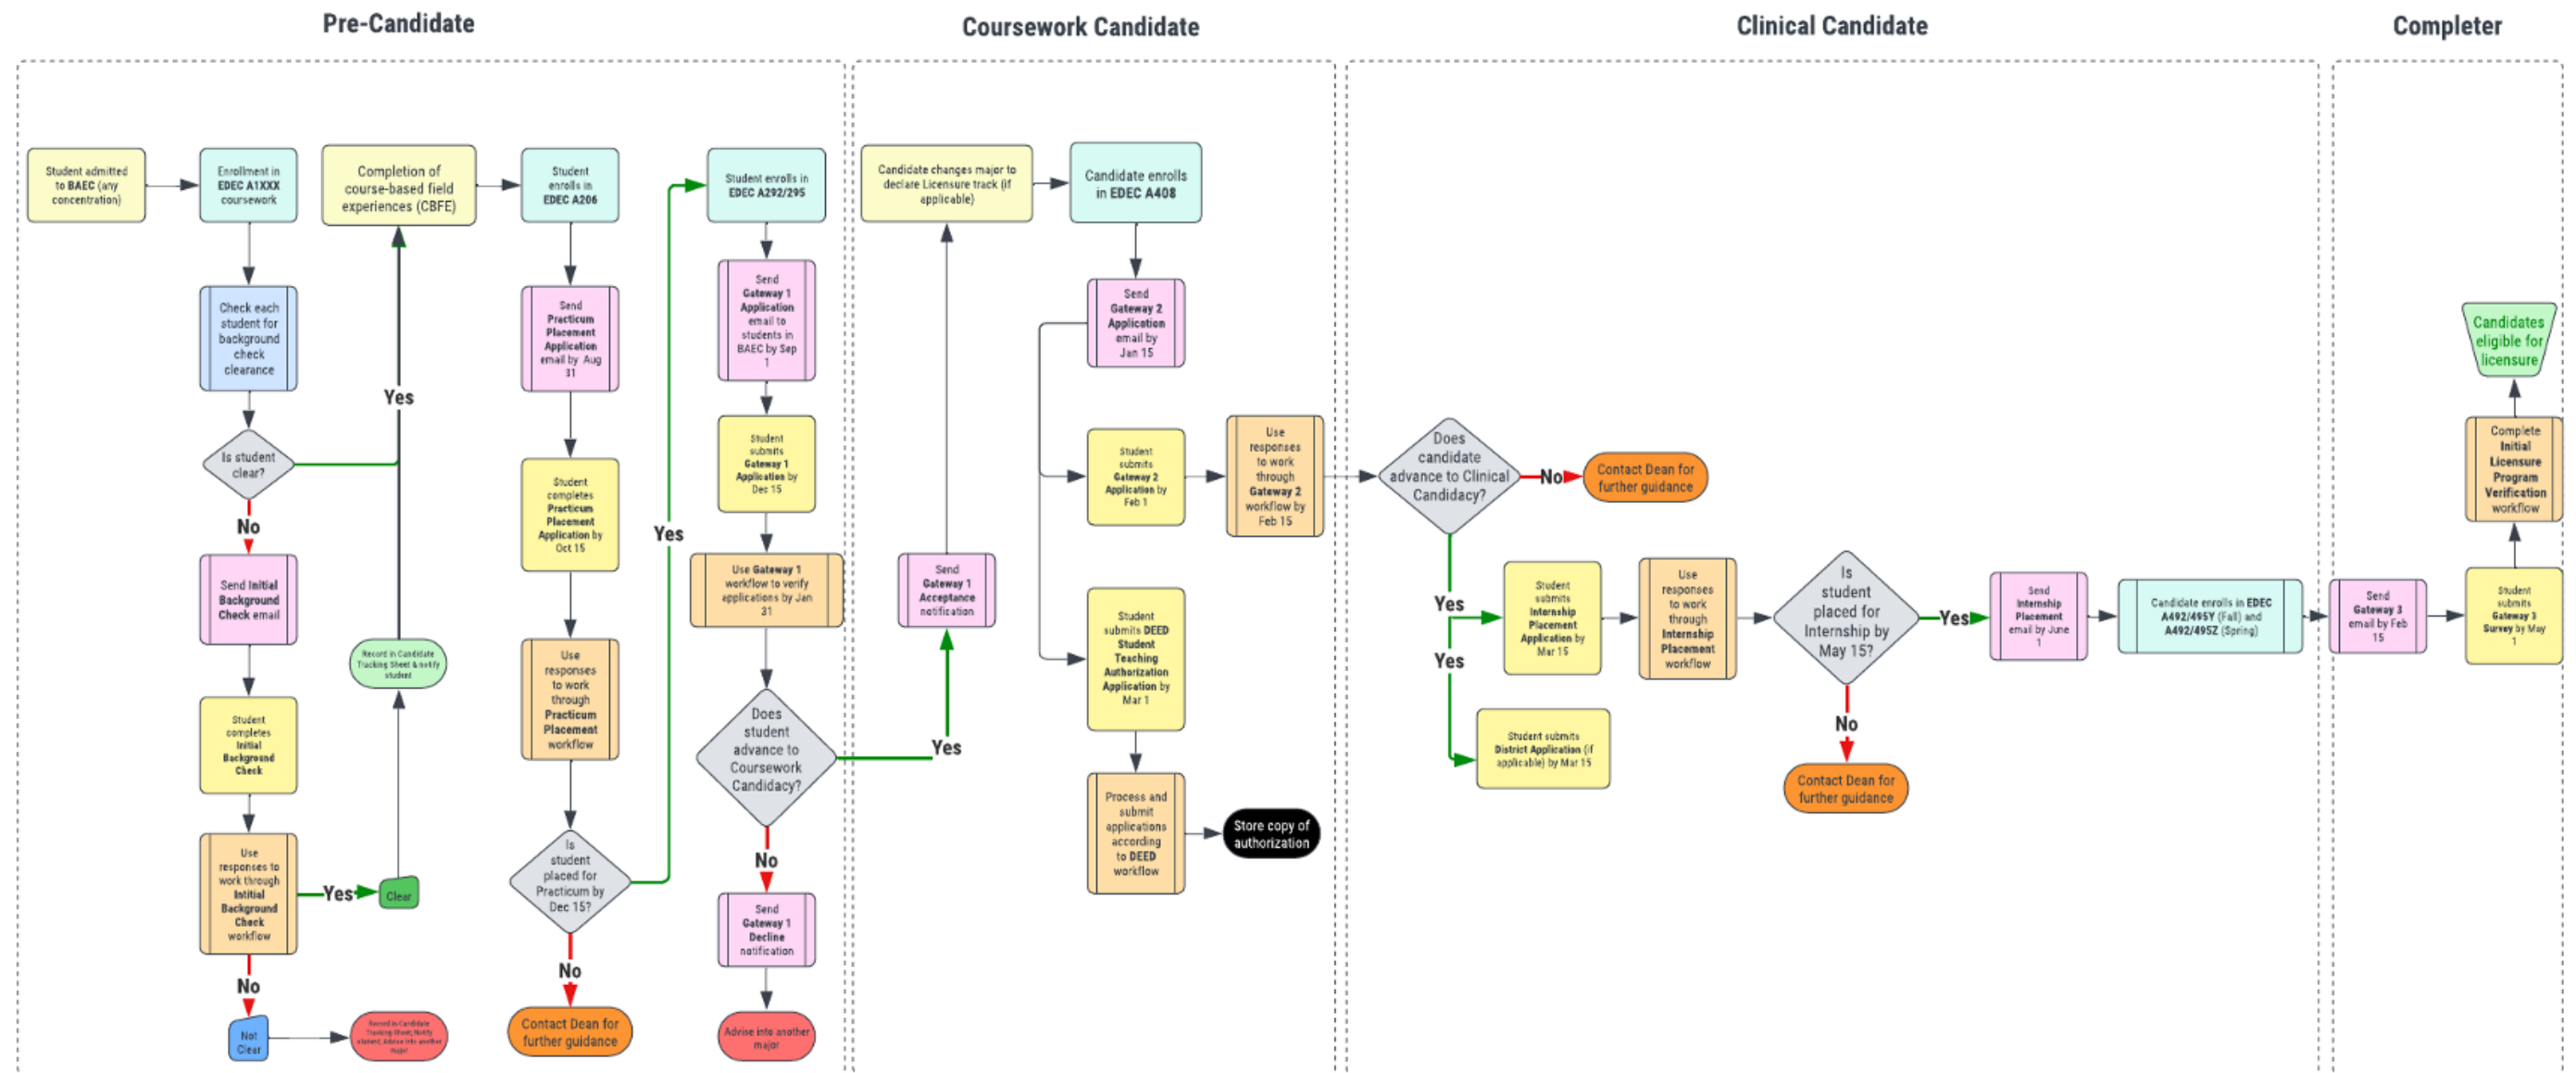 Pre-Candidate
Coursework Candidate
Clinical Candidate
Completer
Student admitted
to BAEC (any
concentration)
Enrollment in
EDEC A1XXX
coursework
Check each
student for
background
check
clearance
Is student
clear?
No
Send Initial
Background
Check email
Student
completes
Initial
Background
Check
Use
responses to
work through
Intitial
Background
Check
workflow
No
Not
Clear
Record in Candidate
Tracking Sheet; Notify
student; Advise into another
major
Yes
Clear
Record in Candidate
Tracking Sheet & notify
student
Yes
Completion of
course-based field
experiences (CBFE)
Student
enrolls in
EDEC A206
Send
Practicum
Placement
Application
email by Aug
31
Student
completes
Practicum
Placement
Application by
Oct 15
Use
responses
to work
through
Practicum
Placement
workflow
Is
student
placed for
Practicum by
Dec 15?
No
Contact Dean for
further guidance
Yes
Student enrolls in
EDEC A292/295
Send
Gateway 1
Application
email to
students in
BAEC by Sep
1
Student
submits
Gateway 1
Application by
Dec 15
Use Gateway 1
workflow to verify
applications by Jan
31
Does
student
advance to
Coursework
Candidacy?
No
Send
Gateway 1
Decline
notification
Advise into another
major
Yes
Send
Gateway 1
Acceptance
notification
Candidate changes major to
declare Licensure track (if
applicable)
Candidate enrolls
in EDEC A408
Send
Gateway 2
Application
email by
Jan 15
Student
submits
Gateway 2
Application by
Feb 1
Use
responses
to work
through
Gateway 2
workflow by
Feb 15
Student
submits DEED
Student
Teaching
Authorization
Application by
Mar 1
Process and
submit
applications
according
to DEED
workflow
Store copy of
authorization
Does
candidate
advance to Clinical
Candidacy?
No
Contact Dean for
further guidance
Yes
Yes
Student
submits
Internship
Placement
Application by
Mar 15
Student submits
District Application (if
applicable) by Mar 15
Use
responses
to work
through
Internship
Placement
workflow
Is
student
placed for
Internship by
May 15?
No
Contact Dean for
further guidance
Yes
Send
Internship
Placement
email by June
1
Candidate enrolls in EDEC
A492/495Y (Fall) and
A492/495Z (Spring)
Send
Gateway 3
email by Feb
15
Student
submits
Gateway 3
Survey by May
1
Complete
Initial
Licensure
Program
Verification
workflow
Candidates
eligible for
licensure